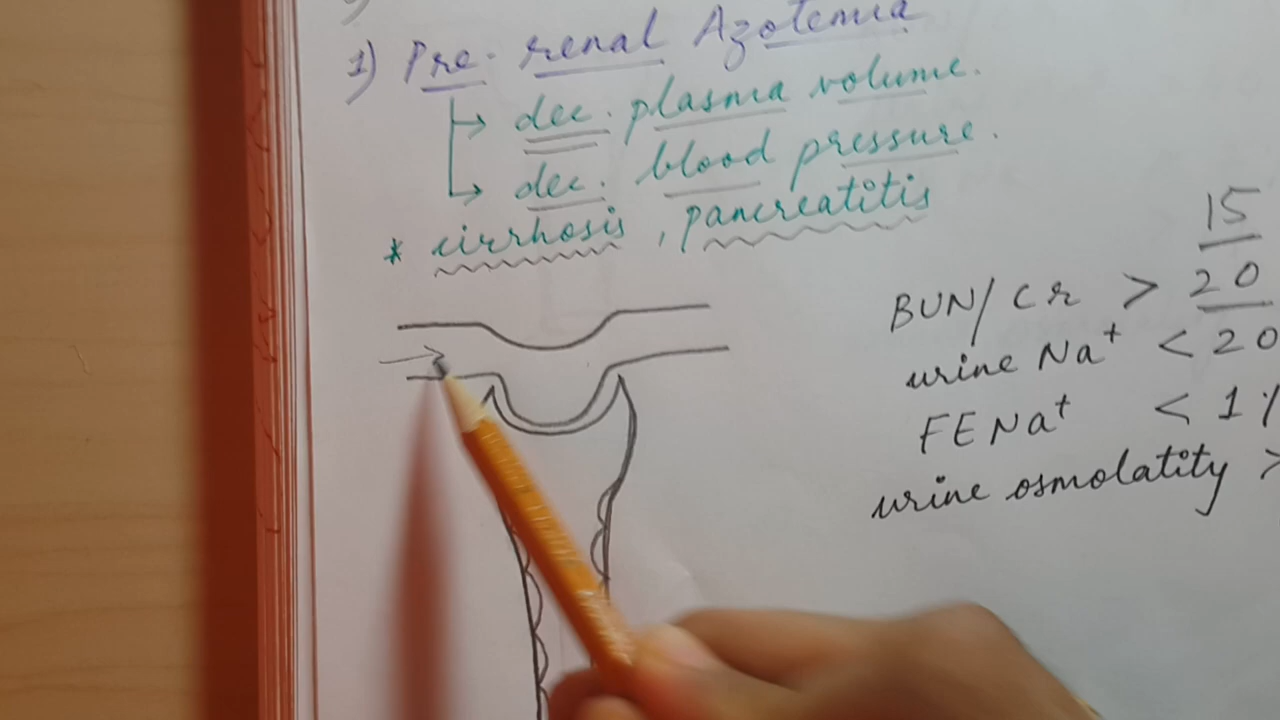 1) Pre-renal Azotemia
↳ dec. plasma volume.
↳ dec. blood pressure.
* cirrhosis, pancreatitis
15
20
BUN/Cr >
urine Na+ < 20
FENa+ < 1%
urine osmolatity >